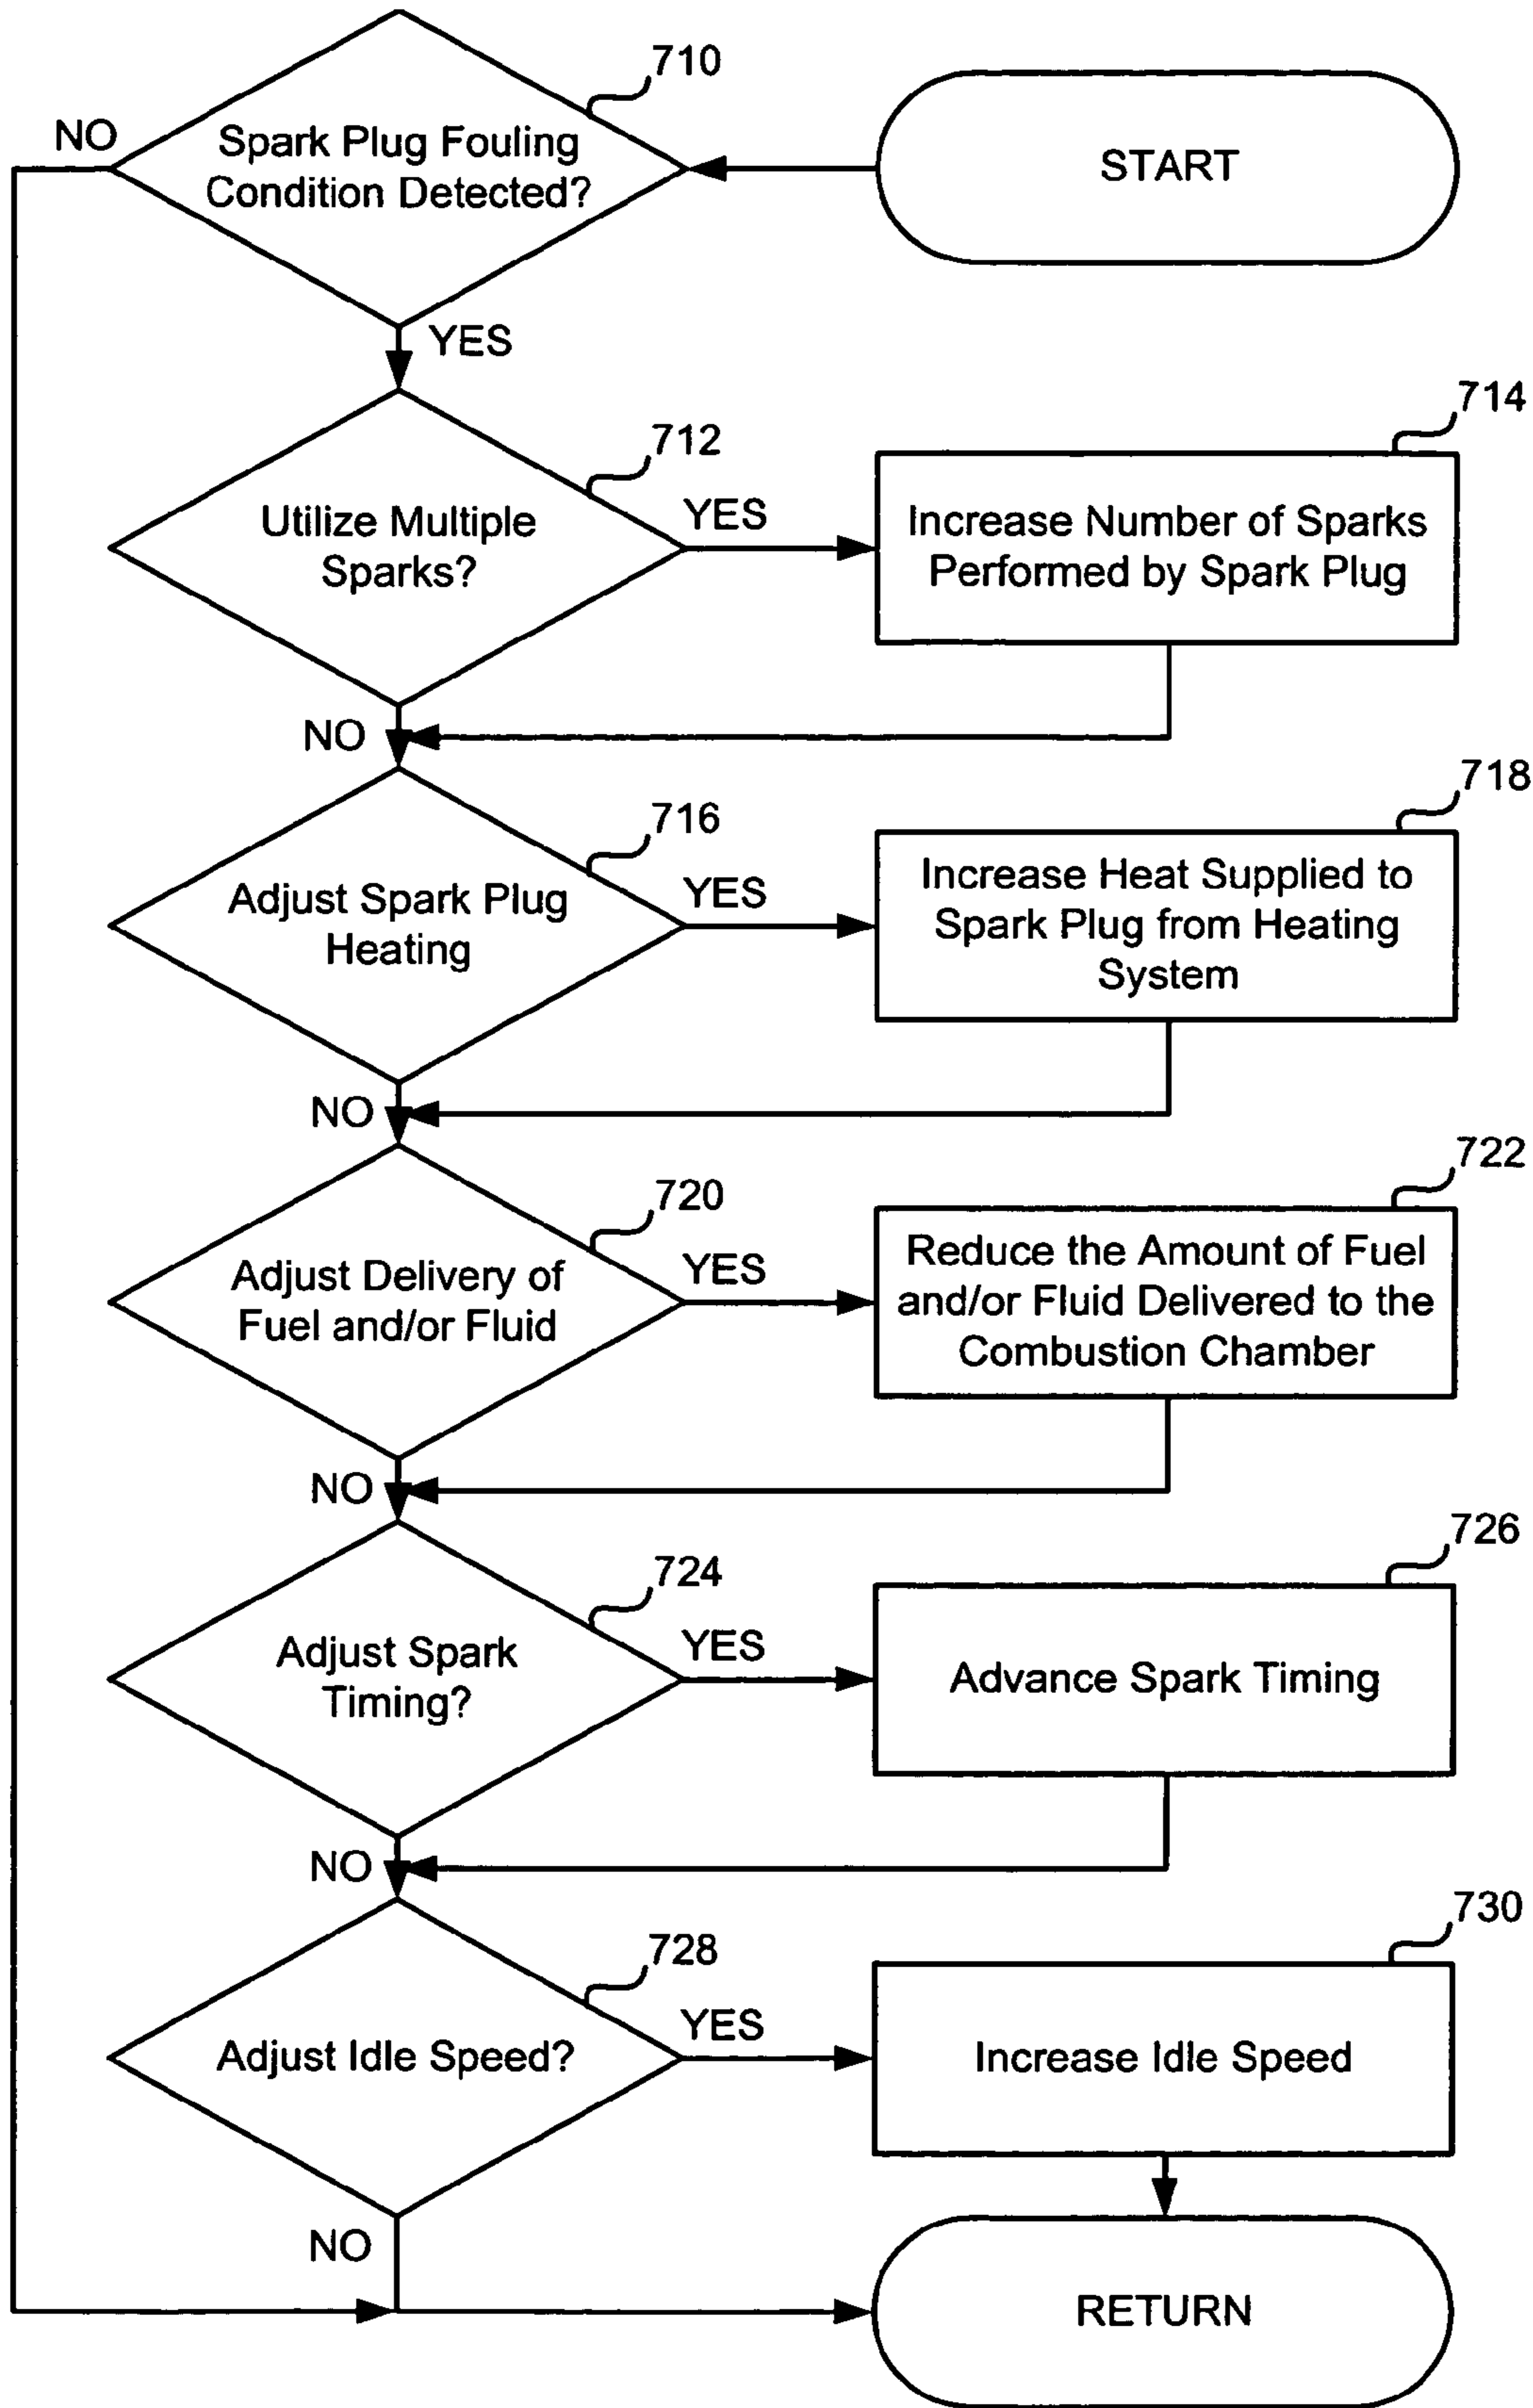 710
NO
Spark Plug Fouling
Condition Detected?
START
YES
714
712
Utilize Multiple
Sparks?
YES
Increase Number of Sparks
Performed by Spark Plug
NO
718
716
Adjust Spark Plug
Heating
YES
Increase Heat Supplied to
Spark Plug from Heating
System
NO
722
720
Adjust Delivery of
Fuel and/or Fluid
YES
Reduce the Amount of Fuel
and/or Fluid Delivered to the
Combustion Chamber
NO
726
724
Adjust Spark
Timing?
YES
Advance Spark Timing
NO
730
728
Adjust Idle Speed?
YES
Increase Idle Speed
NO
RETURN